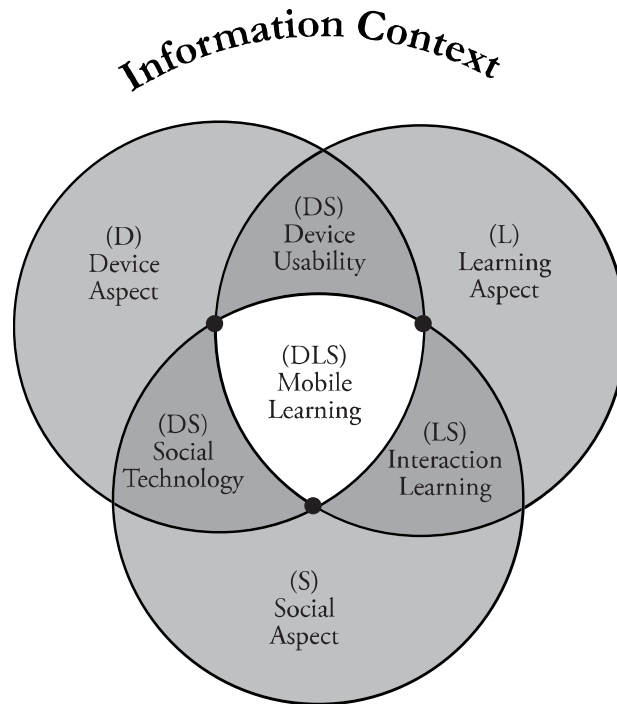 Information Context
(DS)
Device
Usability
(D)
Device
Aspect
(L)
Learning
Aspect
(DLS)
Mobile
Learning
(DS)
Social
Technology
(LS)
Interaction
Learning
(S)
Social
Aspect